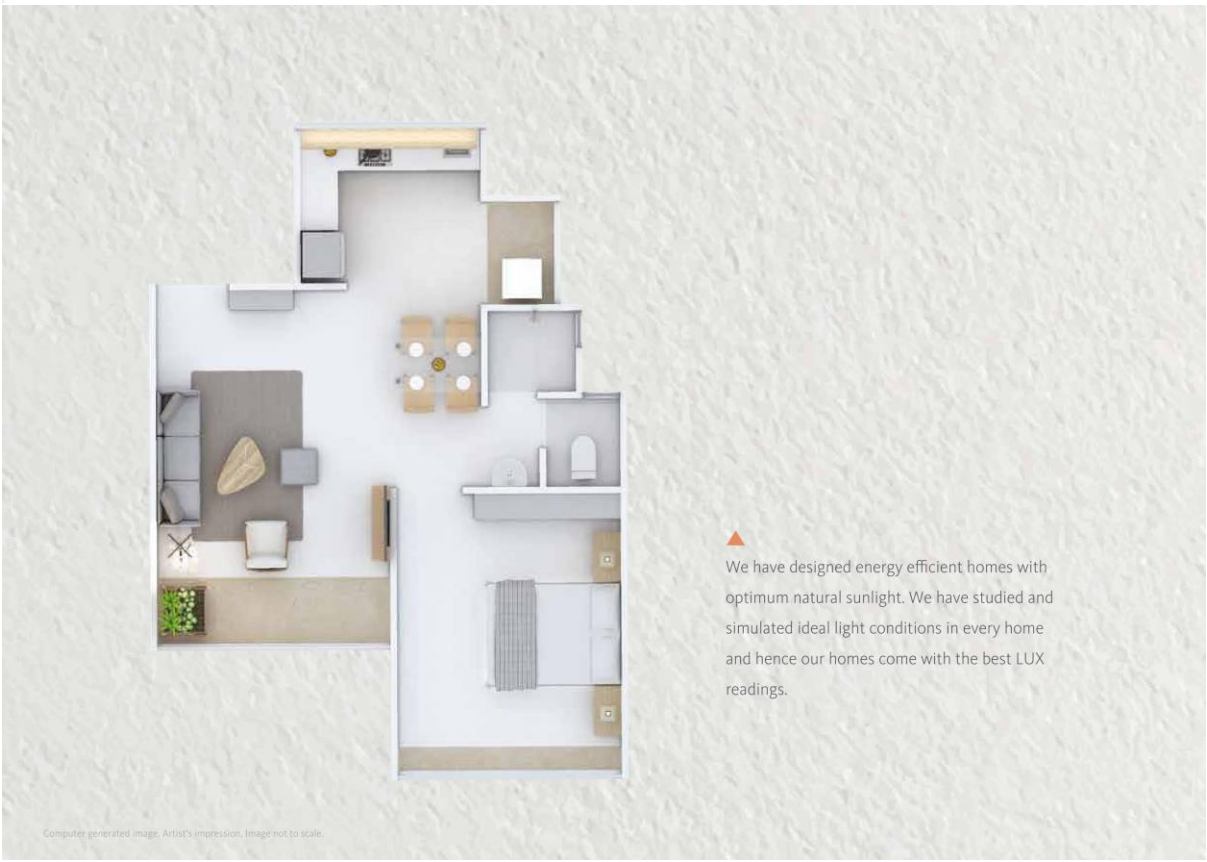 We have designed energy efficient homes with
optimum natural sunlight. We have studied and
simulated ideal light conditions in every home
and hence our homes come with the best LUX
readings.
Computer generated image. Artist's impression. Image not to scale.